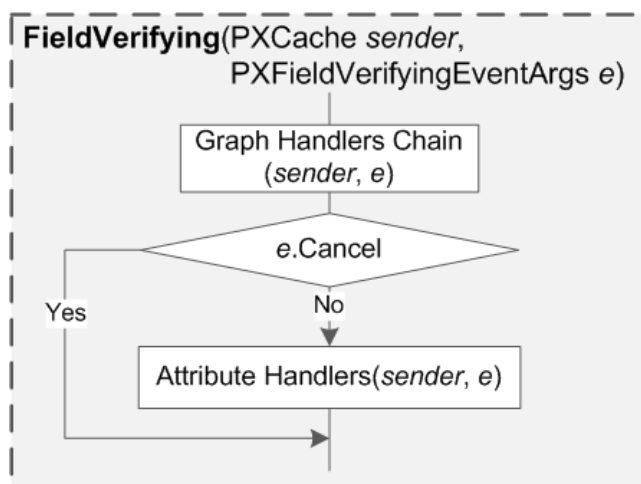 FieldVerifying(PXCache sender,
PXFieldVerifyingEventArgs e)
Graph Handlers Chain
(sender, e)
e.Cancel
No
Yes
Attribute Handlers(sender, e)